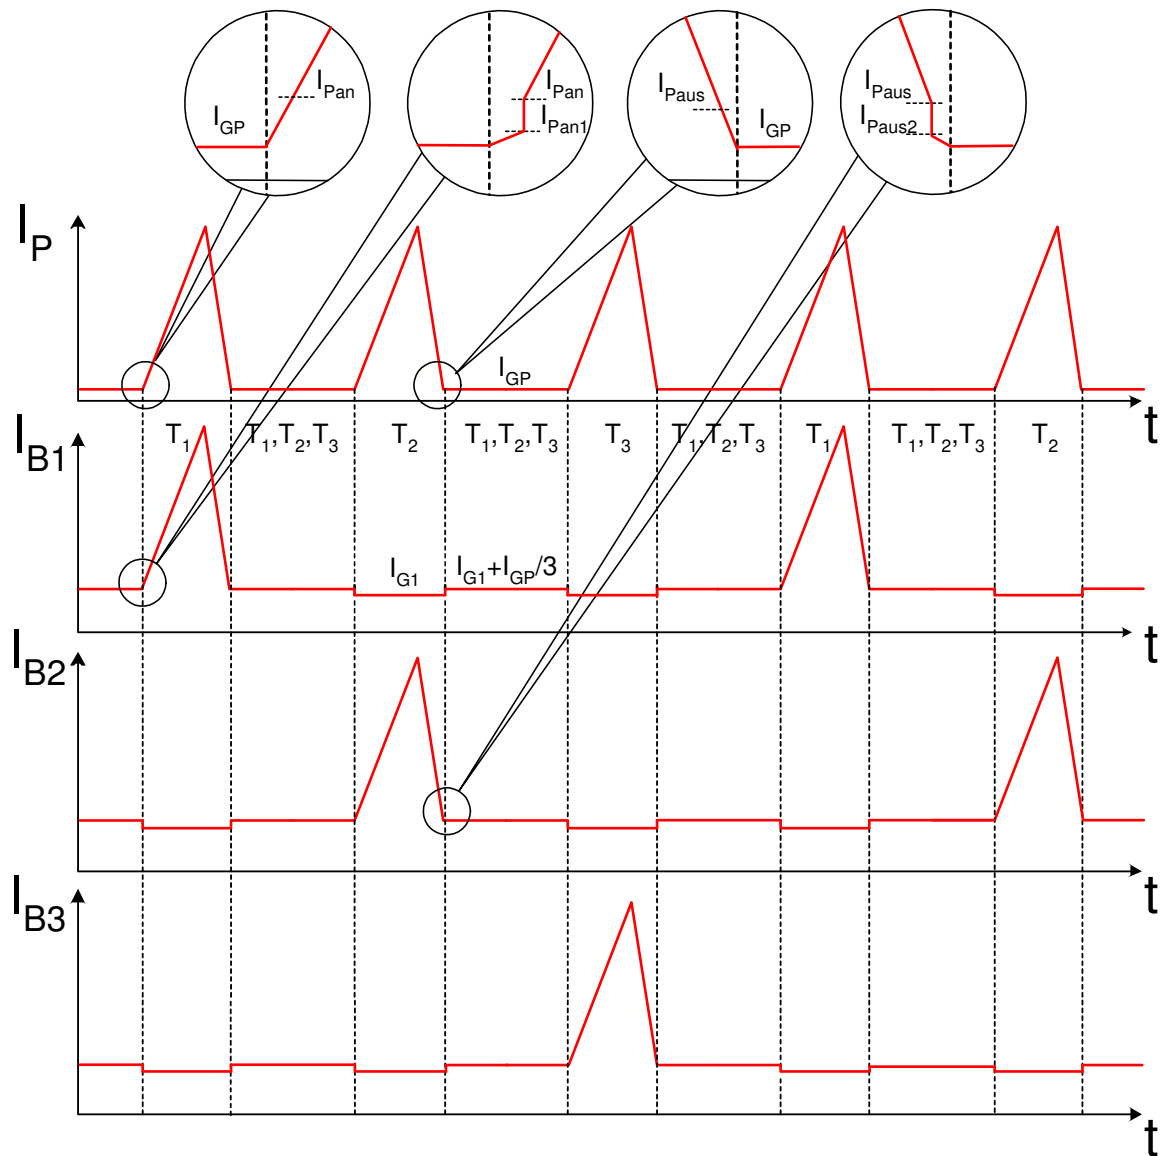 I_Pan
I_GP
I_Pan
I_Pan1
I_Paus
I_GP
I_Paus
I_Paus2
I_P
I_GP
t
I_B1
T_1 T_1,T_2,T_3 T_2 T_1,T_2,T_3 T_3 T_1,T_2,T_3 T_1 T_1,T_2,T_3 T_2
I_G1 I_G1+I_GP/3
t
I_B2
t
I_B3
t